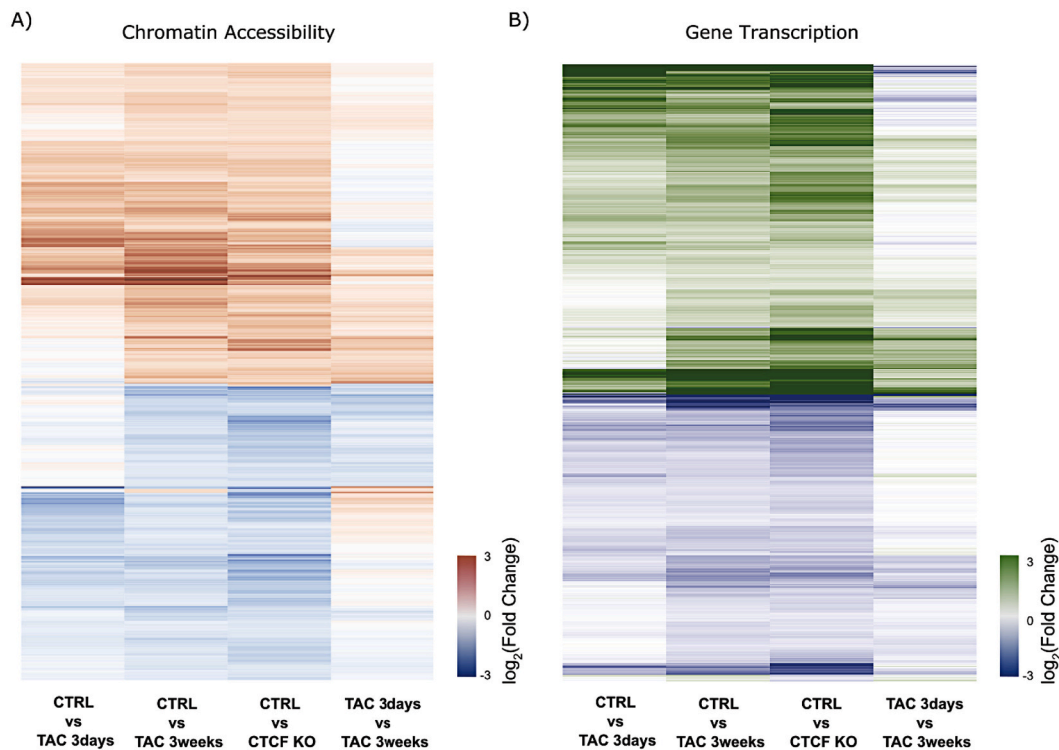 A)
Chromatin Accessibility
3
0
-3
log2(Fold Change)
CTRL
vs
TAC 3days
CTRL
vs
TAC 3weeks
CTRL
vs
CTCF KO
TAC 3days
vs
TAC 3weeks
B)
Gene Transcription
3
0
-3
log2(Fold Change)
CTRL
vs
TAC 3days
CTRL
vs
TAC 3weeks
CTRL
vs
CTCF KO
TAC 3days
vs
TAC 3weeks